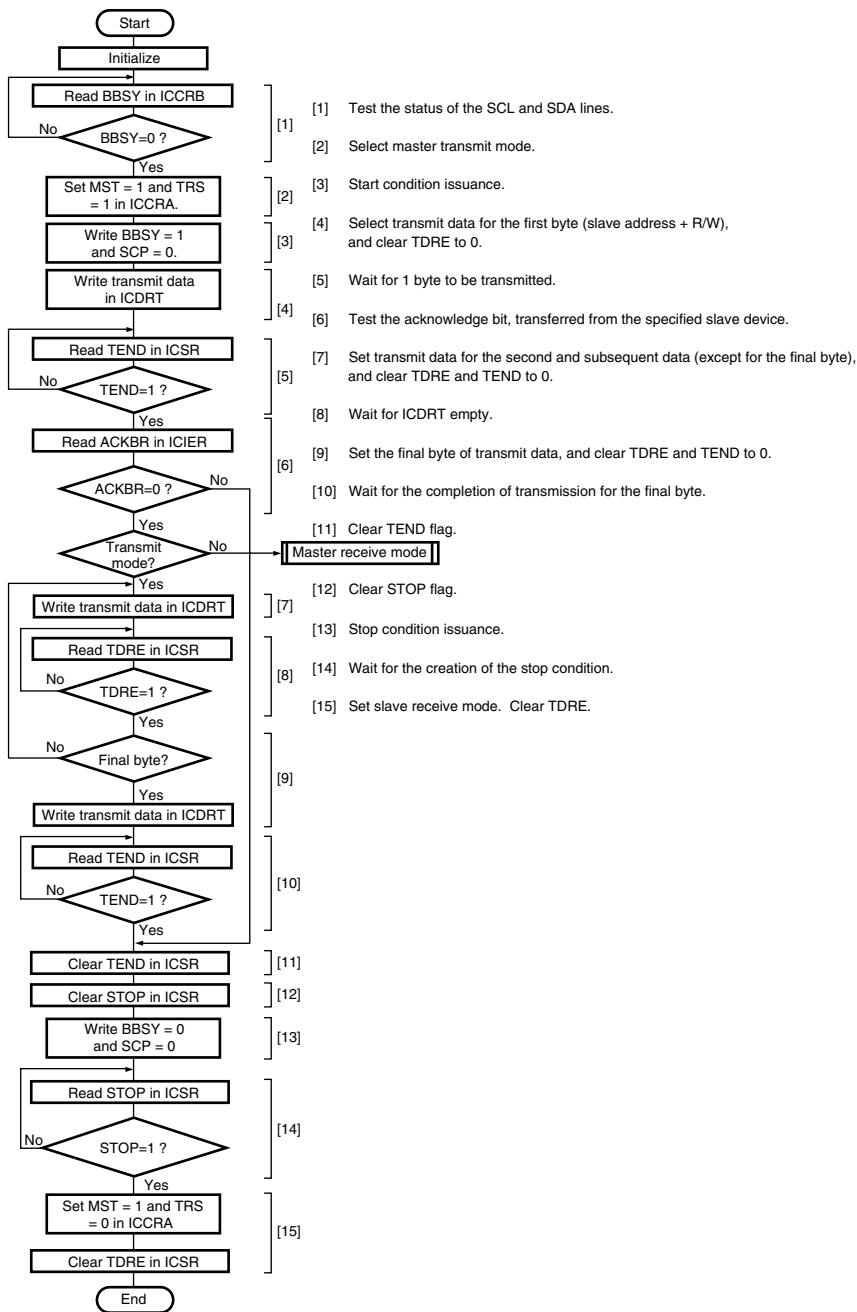 Start
Initialize
Read BBSY in ICCRB
No
BBSY=0 ?
[1]
Yes
Set MST = 1 and TRS
= 1 in ICCRA.
[2]
Write BBSY = 1
and SCP = 0.
[3]
Write transmit data
in ICDRT
[4]
Read TEND in ICSR
No
TEND=1 ?
[5]
Yes
Read ACKBR in ICIER
[6]
No
ACKBR=0 ?
Yes
Transmit
mode?
No
Master receive mode
Yes
Write transmit data in ICDRT
[7]
Read TDRE in ICSR
No
TDRE=1 ?
[8]
Yes
No
Final byte?
[9]
Yes
Write transmit data in ICDRT
Read TEND in ICSR
No
TEND=1 ?
[10]
Yes
Clear TEND in ICSR
[11]
Clear STOP in ICSR
[12]
Write BBSY = 0
and SCP = 0
[13]
Read STOP in ICSR
No
STOP=1 ?
[14]
Yes
Set MST = 1 and TRS
= 0 in ICCRA
[15]
Clear TDRE in ICSR
End
[1] Test the status of the SCL and SDA lines.
[2] Select master transmit mode.
[3] Start condition issuance.
[4] Select transmit data for the first byte (slave address + R/W),
and clear TDRE to 0.
[5] Wait for 1 byte to be transmitted.
[6] Test the acknowledge bit, transferred from the specified slave device.
[7] Set transmit data for the second and subsequent data (except for the final byte),
and clear TDRE and TEND to 0.
[8] Wait for ICDRT empty.
[9] Set the final byte of transmit data, and clear TDRE and TEND to 0.
[10] Wait for the completion of transmission for the final byte.
[11] Clear TEND flag.
[12] Clear STOP flag.
[13] Stop condition issuance.
[14] Wait for the creation of the stop condition.
[15] Set slave receive mode. Clear TDRE.